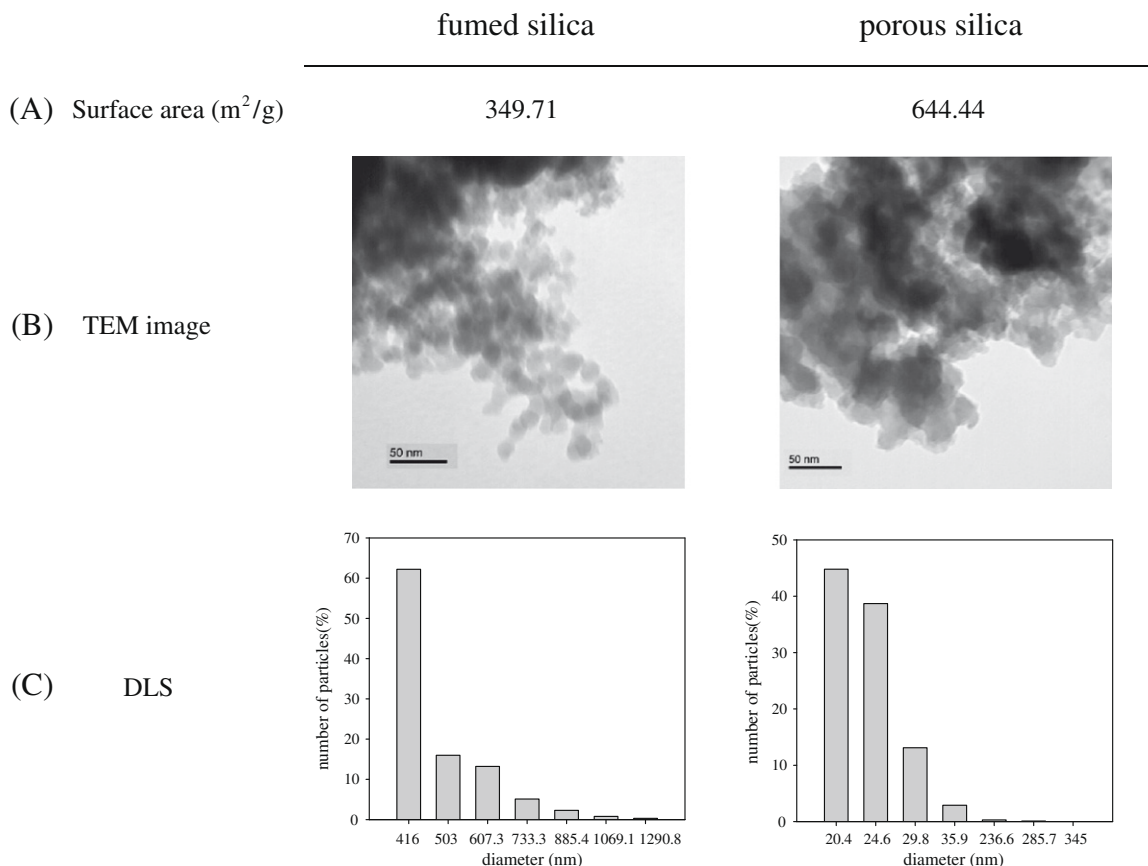 fumed silica porous silica
(A) Surface area (m²/g) 349.71 644.44
(B) TEM image
50 nm
50 nm
(C) DLS
number of particles(%)
70
60
50
40
30
20
10
0
416 503 607.3 733.3 885.4 1069.1 1290.8
diameter (nm)
number of particles(%)
50
40
30
20
10
0
20.4 24.6 29.8 35.9 236.6 285.7 345
diameter (nm)